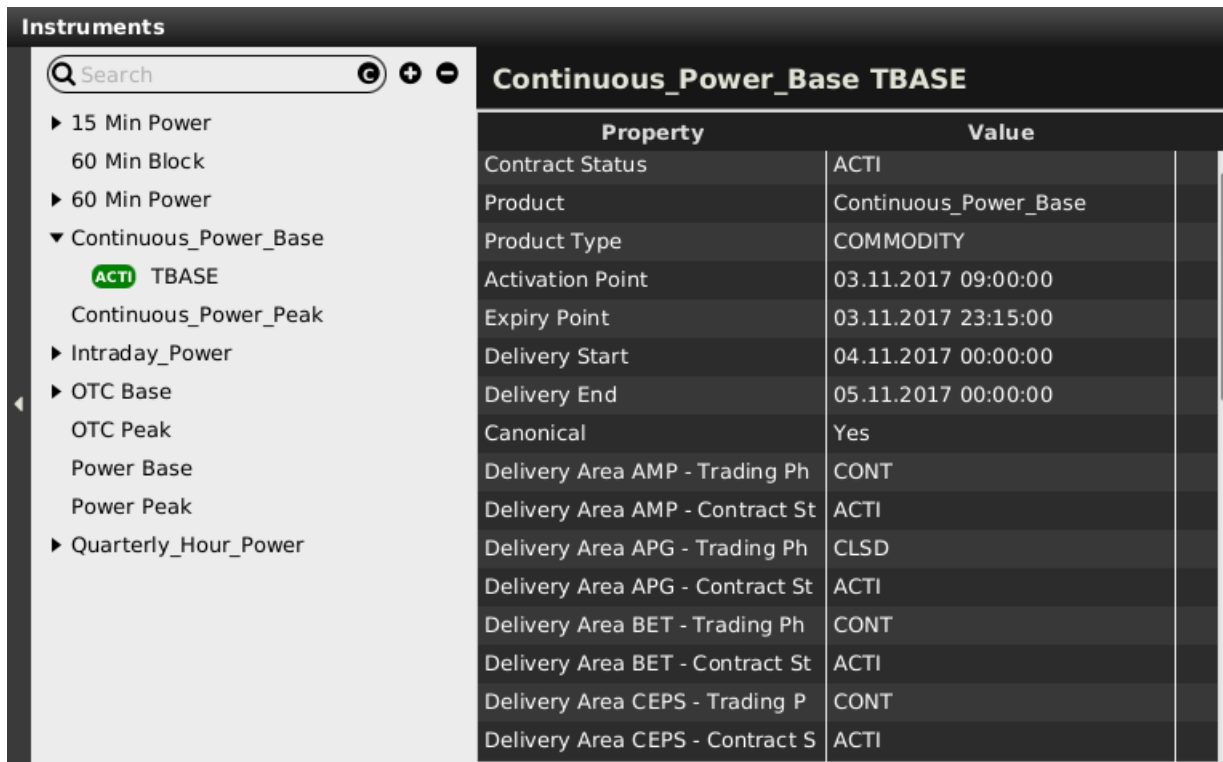 Instruments
Search
15 Min Power
60 Min Block
60 Min Power
Continuous_Power_Base
ACTI TBASE
Continuous_Power_Peak
Intraday_Power
OTC Base
OTC Peak
Power Base
Power Peak
Quarterly_Hour_Power
Continuous_Power_Base TBASE
Property Value
Contract Status ACTI
Product Continuous_Power_Base
Product Type COMMODITY
Activation Point 03.11.2017 09:00:00
Expiry Point 03.11.2017 23:15:00
Delivery Start 04.11.2017 00:00:00
Delivery End 05.11.2017 00:00:00
Canonical Yes
Delivery Area AMP - Trading Ph CONT
Delivery Area AMP - Contract St ACTI
Delivery Area APG - Trading Ph CLSD
Delivery Area APG - Contract St ACTI
Delivery Area BET - Trading Ph CONT
Delivery Area BET - Contract St ACTI
Delivery Area CEPS - Trading P CONT
Delivery Area CEPS - Contract S ACTI